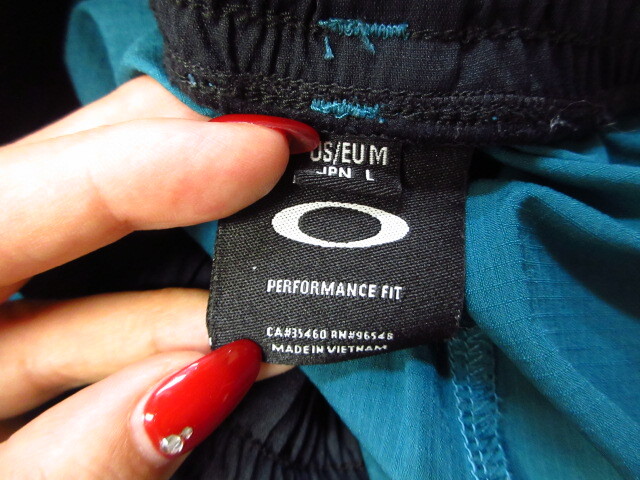 US/EU M
JPN L
PERFORMANCE FIT
CA#35460 RN#96548
MADE IN VIETNAM